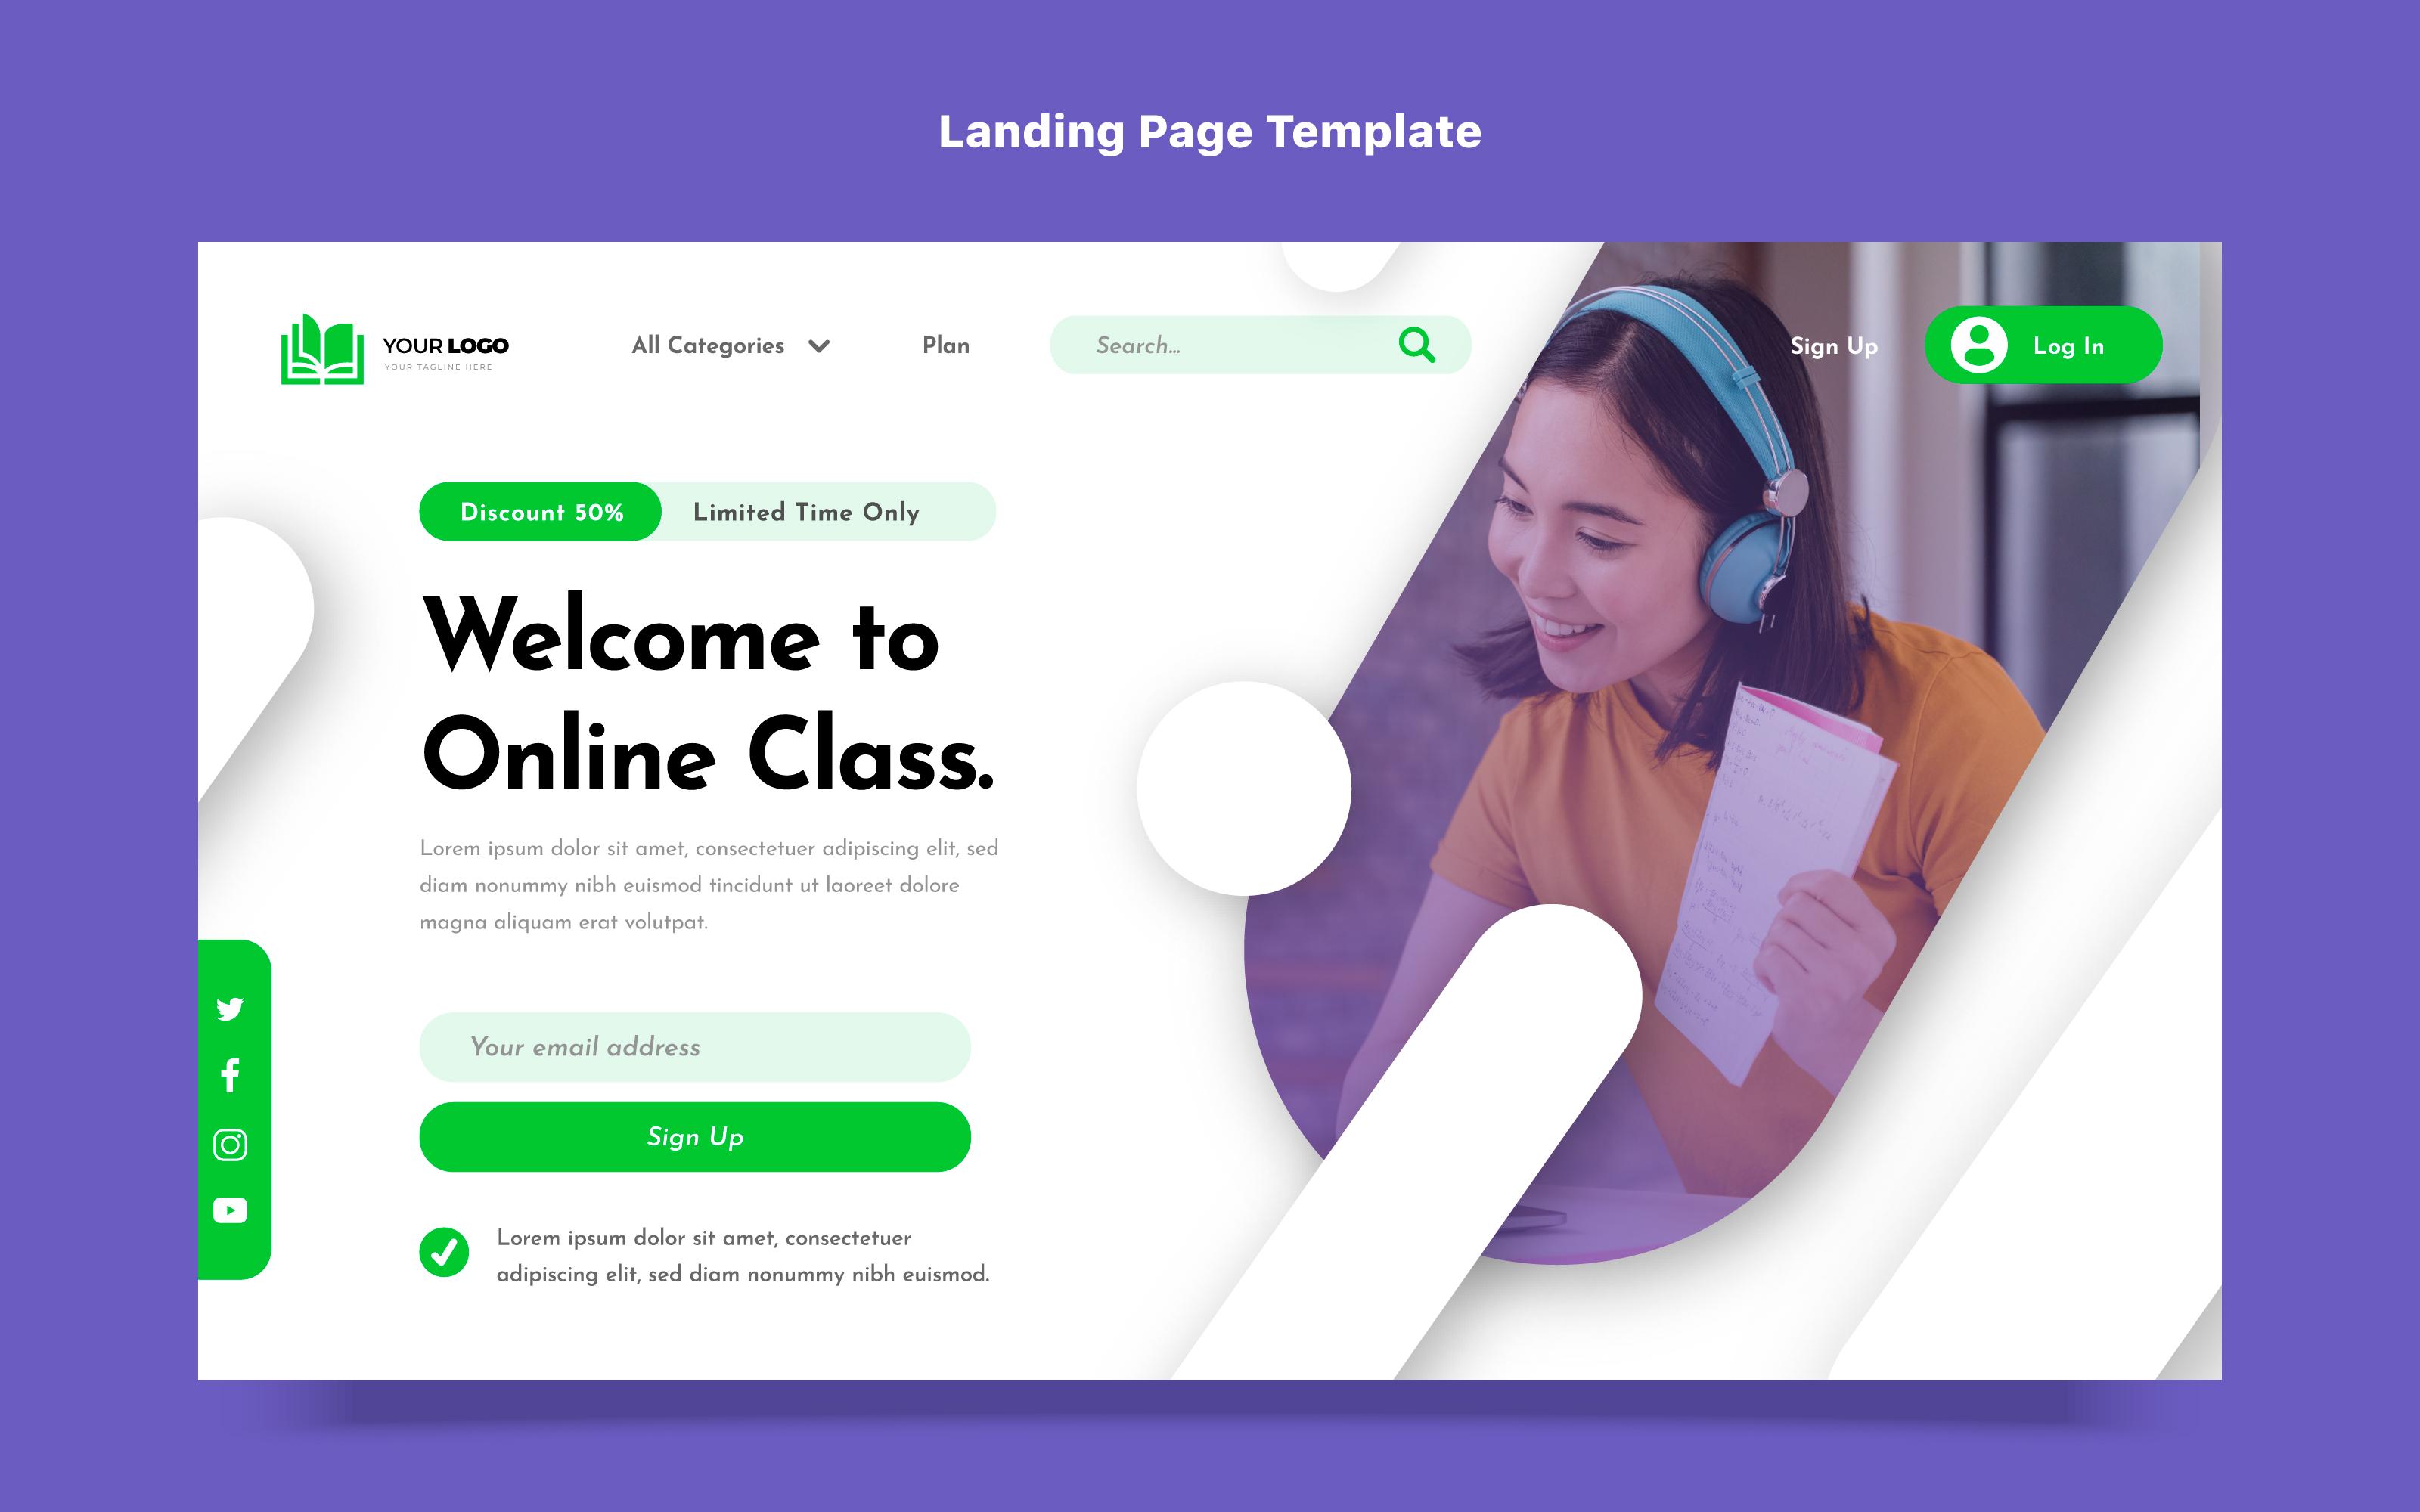 Landing Page Template
YOUR LOGO
YOUR TAGLINE HERE
All Categories
Plan
Search...
Sign Up
Log In
Discount 50%
Limited Time Only
Welcome to
Online Class.
Lorem ipsum dolor sit amet, consectetuer adipiscing elit, sed
diam nonummy nibh euismod tincidunt ut laoreet dolore
magna aliquam erat volutpat.
Your email address
Sign Up
Lorem ipsum dolor sit amet, consectetuer
adipiscing elit, sed diam nonummy nibh euismod.